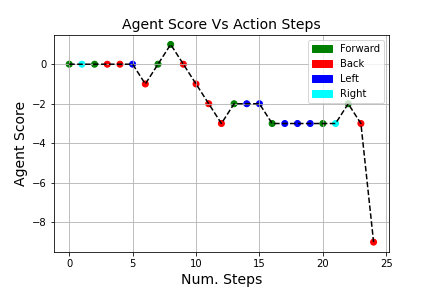 Agent Score Vs Action Steps
Forward
Back
Left
Right
0
−2
−4
−6
−8
Agent Score
0 5 10 15 20 25
Num. Steps